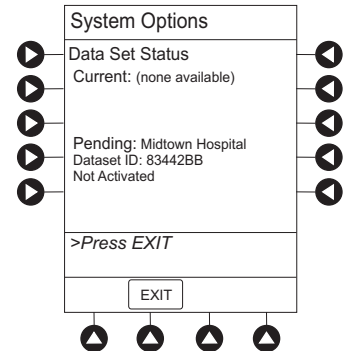 System Options
Data Set Status
Current: (none available)
Pending: Midtown Hospital
Dataset ID: 83442BB
Not Activated
>Press EXIT
EXIT